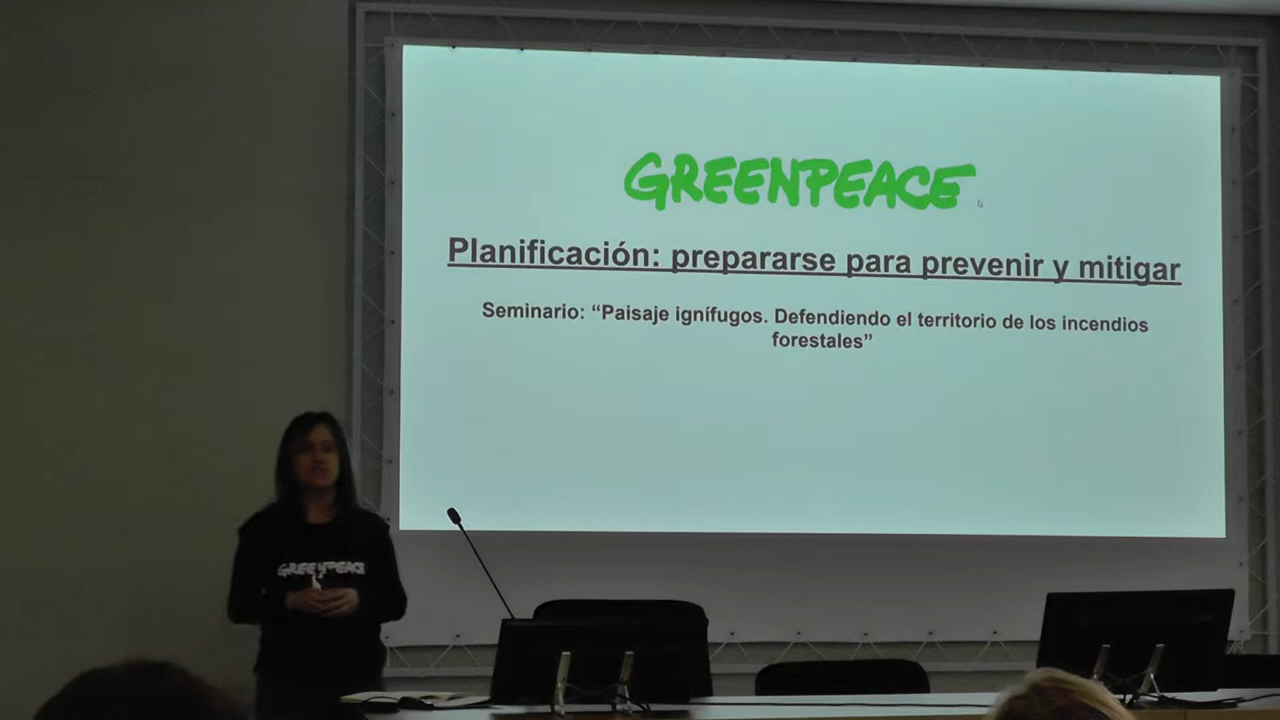 GREENPEACE
Planificación: prepararse para prevenir y mitigar
Seminario: “Paisaje ignífugos. Defendiendo el territorio de los incendios
forestales”
GREENPEACE